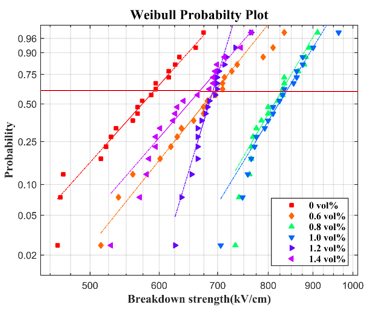 Weibull Probabilty Plot
0.96
0.90
0.75
0.50
0.25
0.10
0.05
0.02
Probability
0 vol%
0.6 vol%
0.8 vol%
1.0 vol%
1.2 vol%
1.4 vol%
500 600 700 800 900 1000
Breakdown strength(kV/cm)